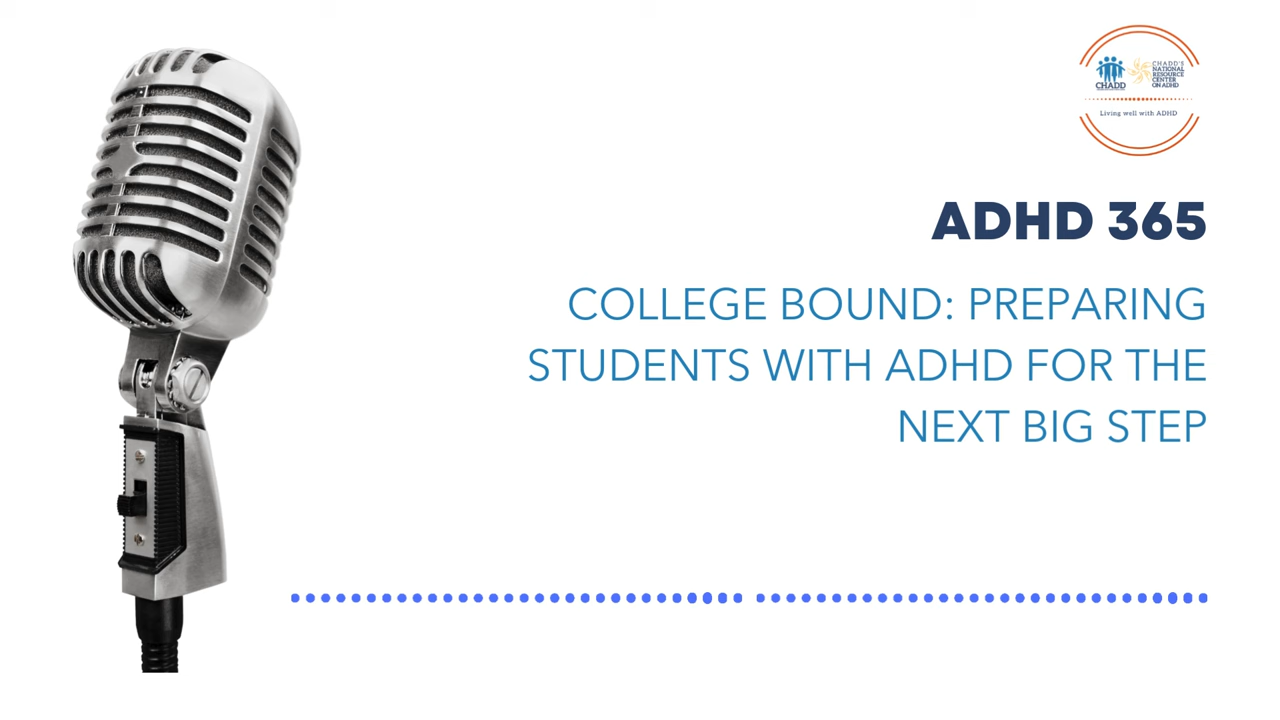 CHADD
CHADD'S
NATIONAL
RESOURCE
CENTER
ON ADHD
Living well with ADHD
ADHD 365
COLLEGE BOUND: PREPARING
STUDENTS WITH ADHD FOR THE
NEXT BIG STEP